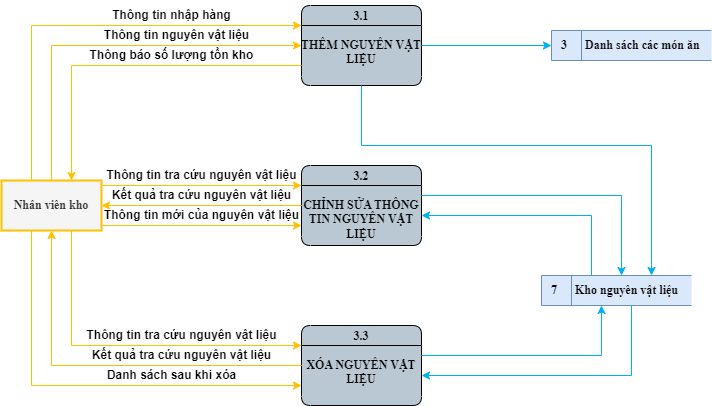 Thông tin nhập hàng
Thông tin nguyên vật liệu
Thông báo số lượng tồn kho
3.1
THÊM NGUYÊN VẬT
LIỆU
3
Danh sách các món ăn
Nhân viên kho
Thông tin tra cứu nguyên vật liệu
Kết quả tra cứu nguyên vật liệu
Thông tin mới của nguyên vật liệu
3.2
CHỈNH SỬA THÔNG
TIN NGUYÊN VẬT
LIỆU
7
Kho nguyên vật liệu
Thông tin tra cứu nguyên vật liệu
Kết quả tra cứu nguyên vật liệu
Danh sách sau khi xóa
3.3
XÓA NGUYÊN VẬT
LIỆU